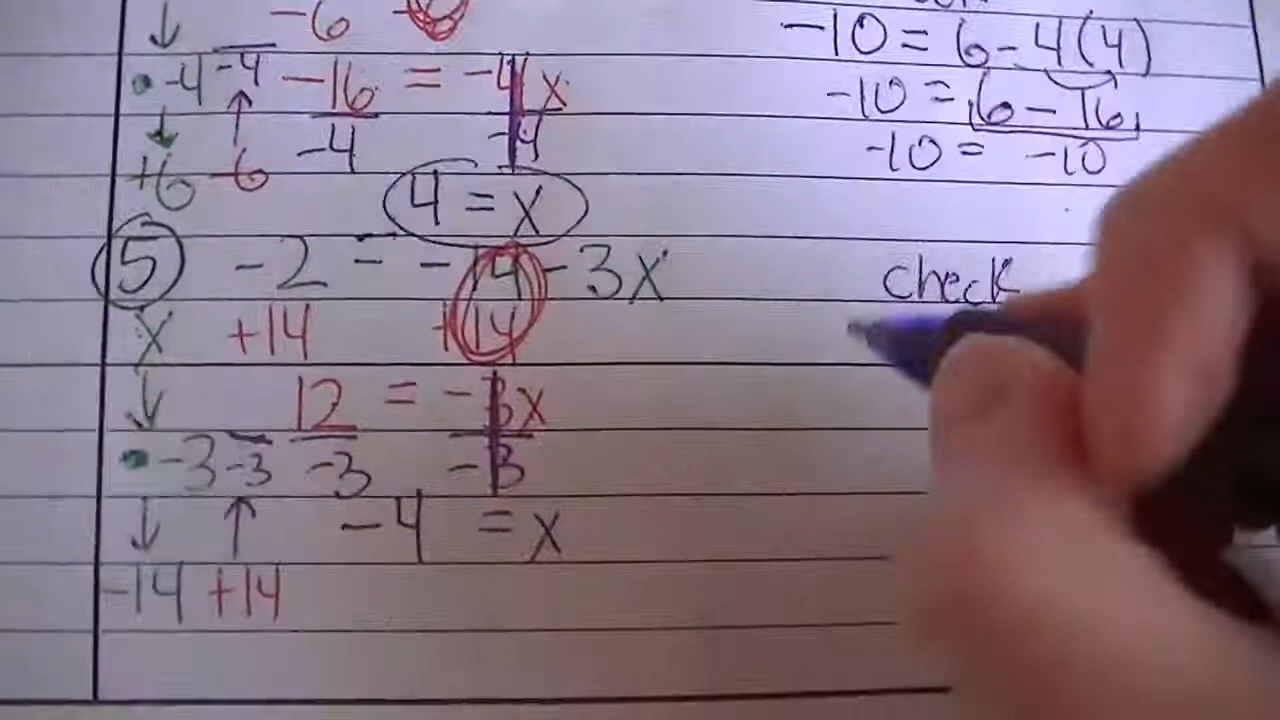 ↓ -6
• -4 -4 -16 = -4x
↓ ↑ -4 -4
+6 -6
4 = x
-10 = 6 - 4(4)
-10 = 6 - 16
-10 = -10
5 -2 = -14 - 3x
x +14 +14
↓ 12 = -3x
• -3 -3 -3 -3
↓ ↑ -4 = x
-14 +14
check